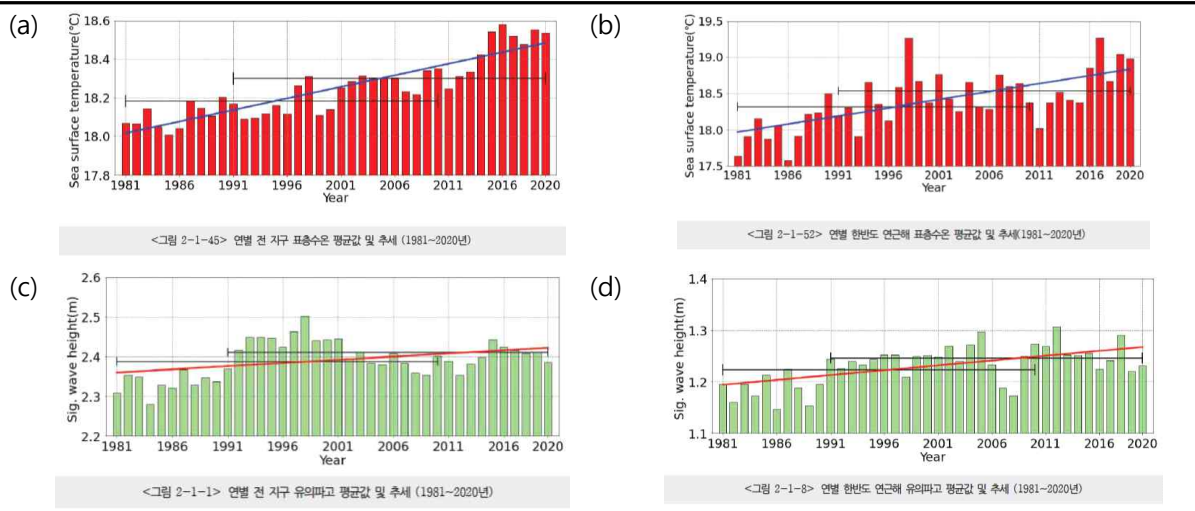 (a)
Sea surface temperature(℃)
18.6
18.4
18.2
18.0
17.8
1981 1986 1991 1996 2001 2006 2011 2016 2020
Year
<그림 2-1-45> 연별 전 지구 표층수온 평균값 및 추세 (1981~2020년)
(b)
Sea surface temperature(℃)
19.5
19.0
18.5
18.0
17.5
1981 1986 1991 1996 2001 2006 2011 2016 2020
Year
<그림 2-1-52> 연별 한반도 연근해 표층수온 평균값 및 추세(1981~2020년)
(c)
Sig. wave height(m)
2.6
2.5
2.4
2.3
2.2
1981 1986 1991 1996 2001 2006 2011 2016 2020
Year
<그림 2-1-1> 연별 전 지구 유의파고 평균값 및 추세 (1981~2020년)
(d)
Sig. wave height(m)
1.4
1.3
1.2
1.1
1981 1986 1991 1996 2001 2006 2011 2016 2020
Year
<그림 2-1-8> 연별 한반도 연근해 유의파고 평균값 및 추세 (1981~2020년)